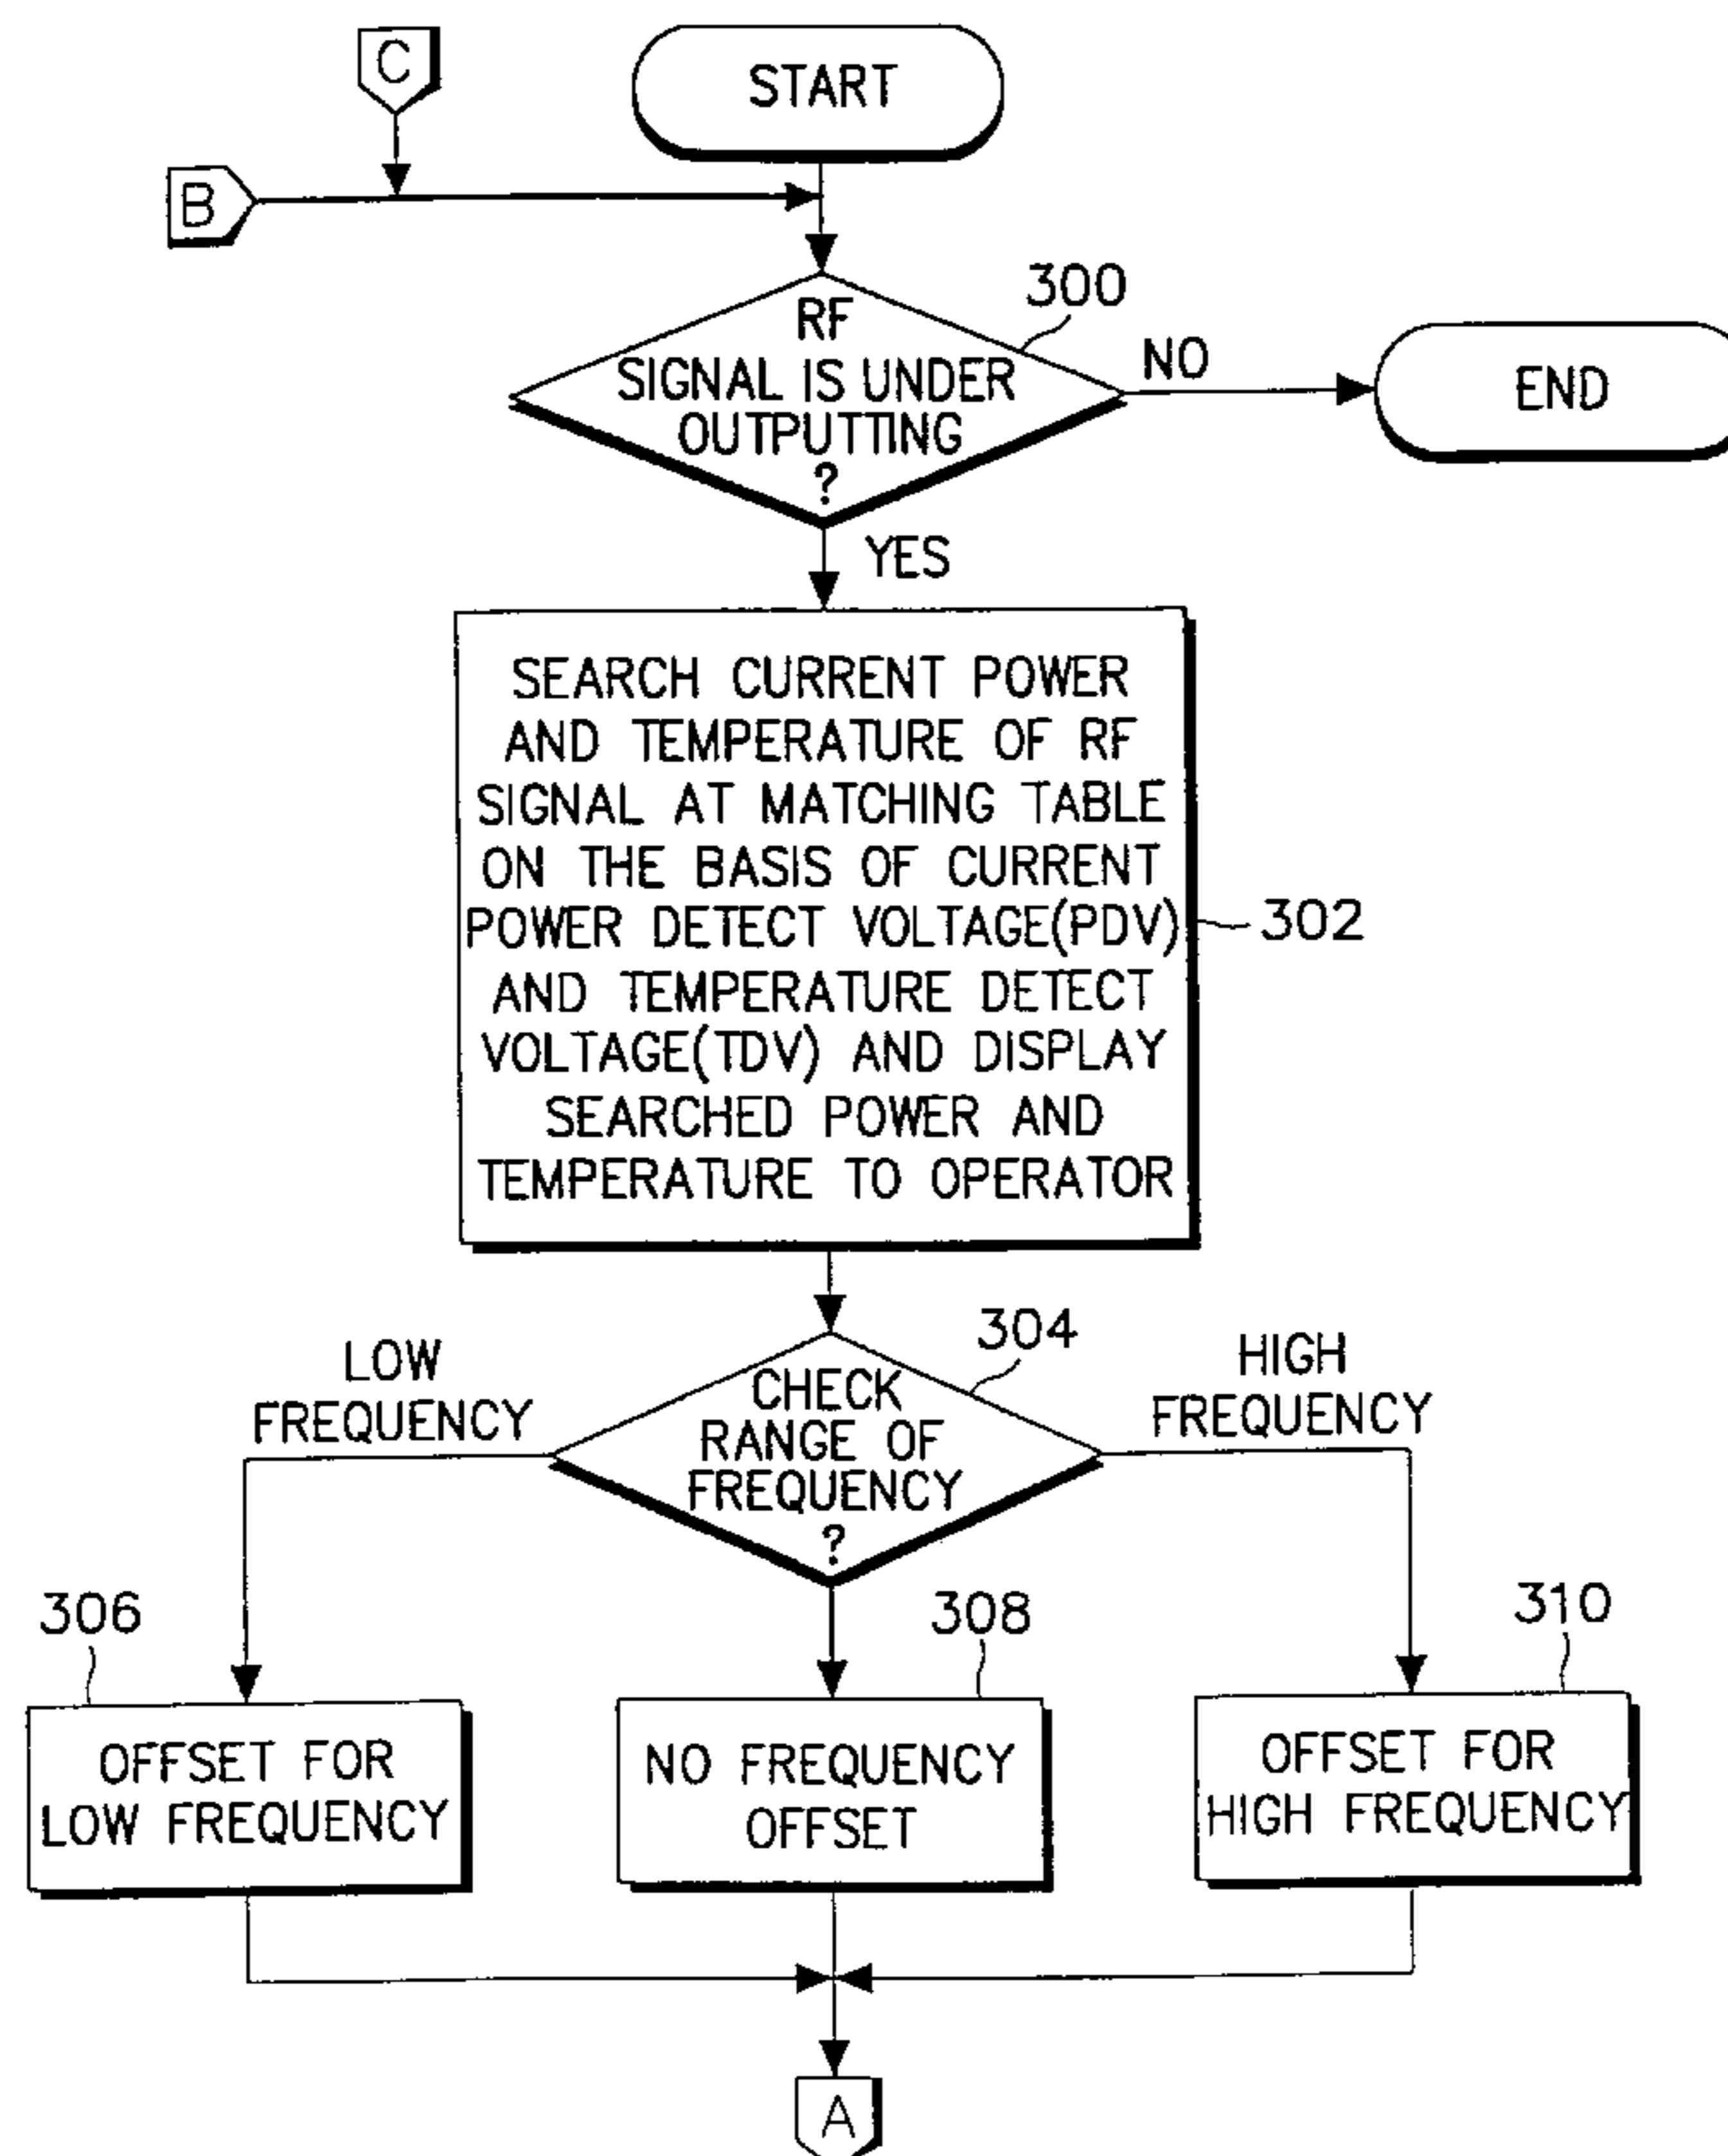 C
START
B
300
RF
SIGNAL IS UNDER
OUTPUTTING
?
NO
END
YES
SEARCH CURRENT POWER
AND TEMPERATURE OF RF
SIGNAL AT MATCHING TABLE
ON THE BASIS OF CURRENT
POWER DETECT VOLTAGE(PDV)
AND TEMPERATURE DETECT
VOLTAGE(TDV) AND DISPLAY
SEARCHED POWER AND
TEMPERATURE TO OPERATOR
302
304
LOW
FREQUENCY
CHECK
RANGE OF
FREQUENCY
?
HIGH
FREQUENCY
306
308
310
OFFSET FOR
LOW FREQUENCY
NO FREQUENCY
OFFSET
OFFSET FOR
HIGH FREQUENCY
A